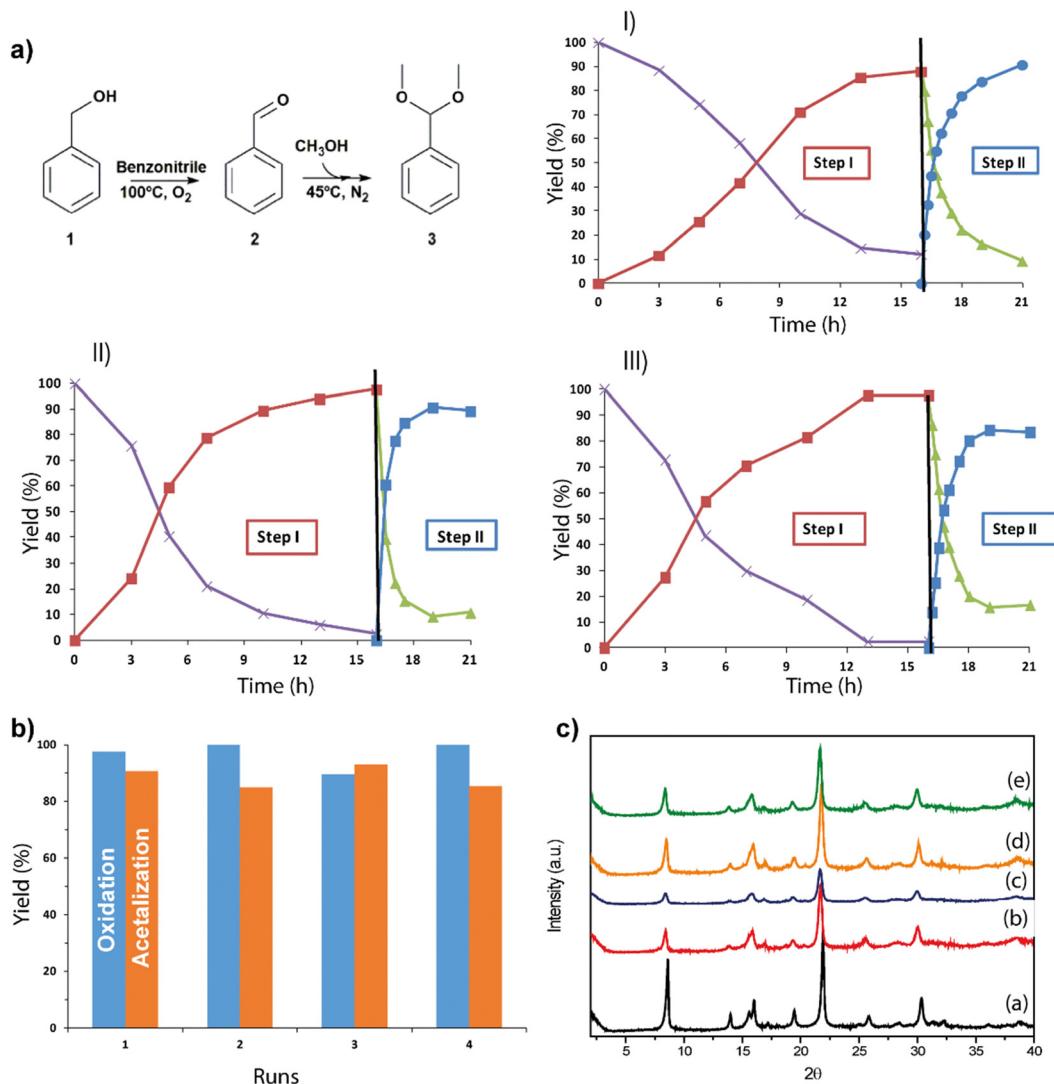 a)
OH
Benzonitrile
100ºC, O2
O
CH3OH
45ºC, N2
O O
1 2 3
I)
Yield (%)
100
90
80
70
60
50
40
30
20
10
0
Step I
Step II
0 3 6 9 12 15 18 21
Time (h)
II)
Yield (%)
100
90
80
70
60
50
40
30
20
10
0
Step I
Step II
0 3 6 9 12 15 18 21
Time (h)
III)
Yield (%)
100
90
80
70
60
50
40
30
20
10
0
Step I
Step II
0 3 6 9 12 15 18 21
Time (h)
b)
Yield (%)
100
80
60
40
20
0
Oxidation
Acetalization
1 2 3 4
Runs
c)
Intensity (a.u.)
(e)
(d)
(c)
(b)
(a)
5 10 15 20 25 30 35 40
2θ